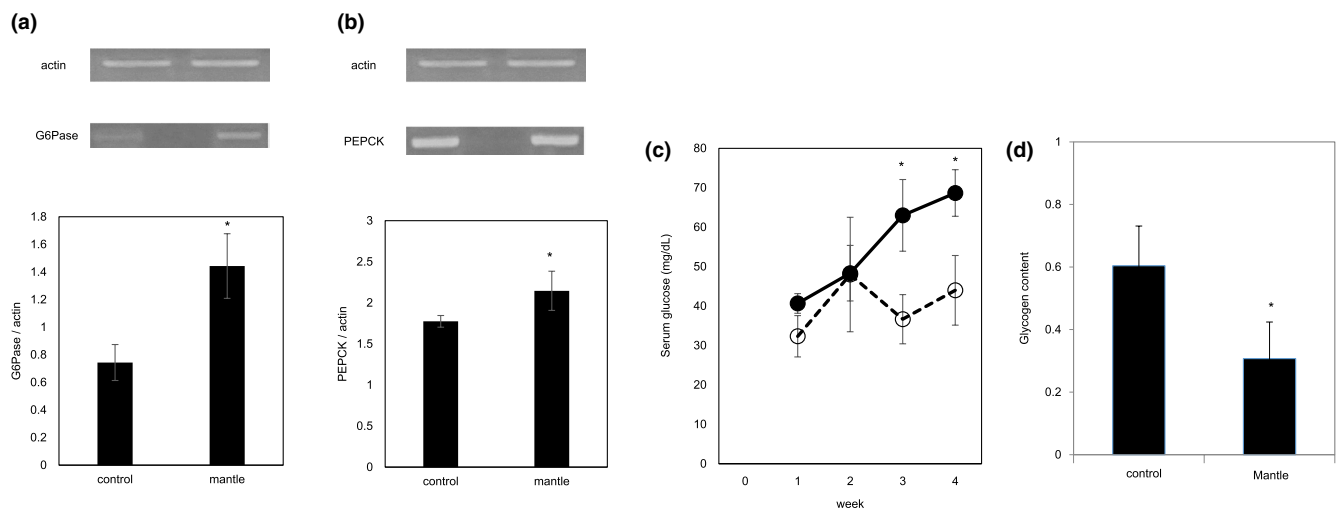 (a)
actin
G6Pase
G6Pase / actin
1.8
1.6
1.4
1.2
1
0.8
0.6
0.4
0.2
0
*
control
mantle
(b)
actin
PEPCK
PEPCK / actin
3
2.5
2
1.5
1
0.5
0
*
control
mantle
(c)
Serum glucose (mg/dL)
80
70
60
50
40
30
20
10
0
* *
0 1 2 3 4
week
(d)
Glycogen content
1
0.8
0.6
0.4
0.2
0
*
control
Mantle